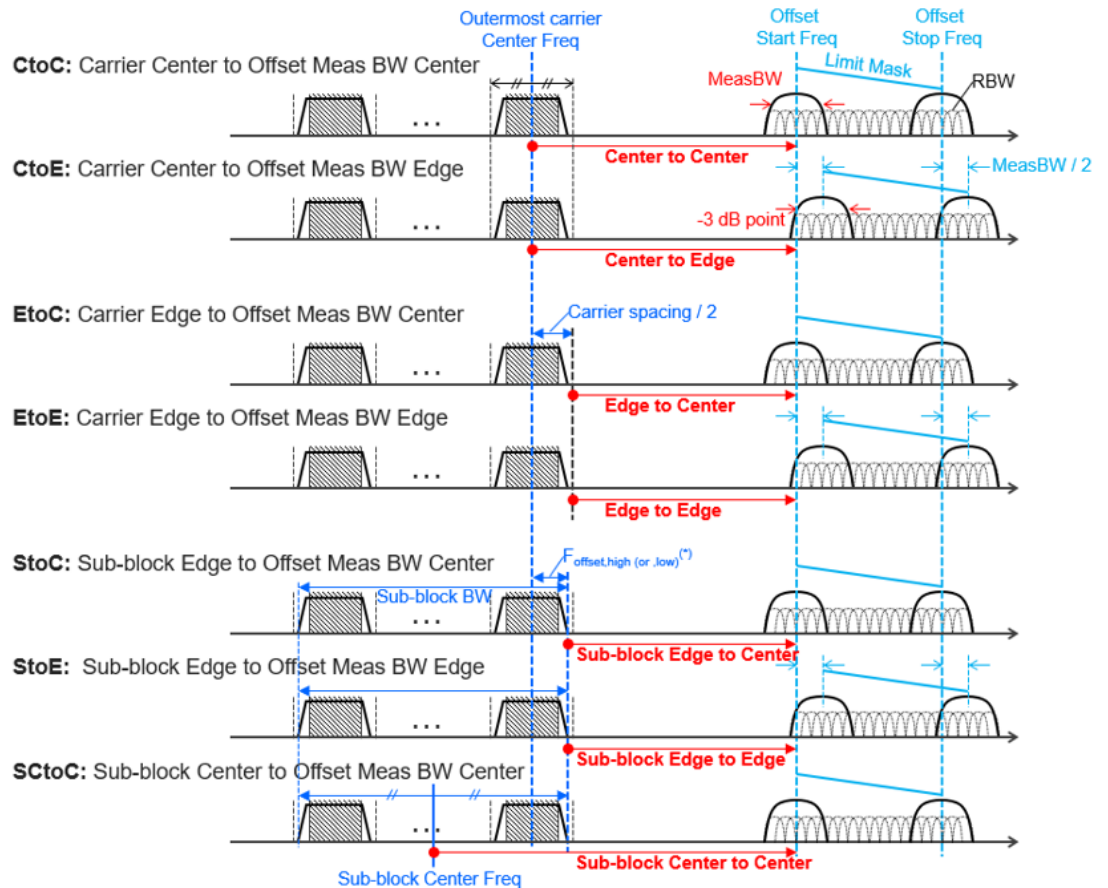 Outermost carrier
Center Freq
Offset
Start Freq
Offset
Stop Freq
CtoC: Carrier Center to Offset Meas BW Center
Limit Mask
MeasBW
RBW
Center to Center
CtoE: Carrier Center to Offset Meas BW Edge
MeasBW / 2
-3 dB point
Center to Edge
EtoC: Carrier Edge to Offset Meas BW Center
Carrier spacing / 2
Edge to Center
EtoE: Carrier Edge to Offset Meas BW Edge
Edge to Edge
StoC: Sub-block Edge to Offset Meas BW Center
Foffset,high (or ,low)(*)
Sub-block BW
Sub-block Edge to Center
StoE: Sub-block Edge to Offset Meas BW Edge
Sub-block Edge to Edge
SCtoC: Sub-block Center to Offset Meas BW Center
Sub-block Center to Center
Sub-block Center Freq